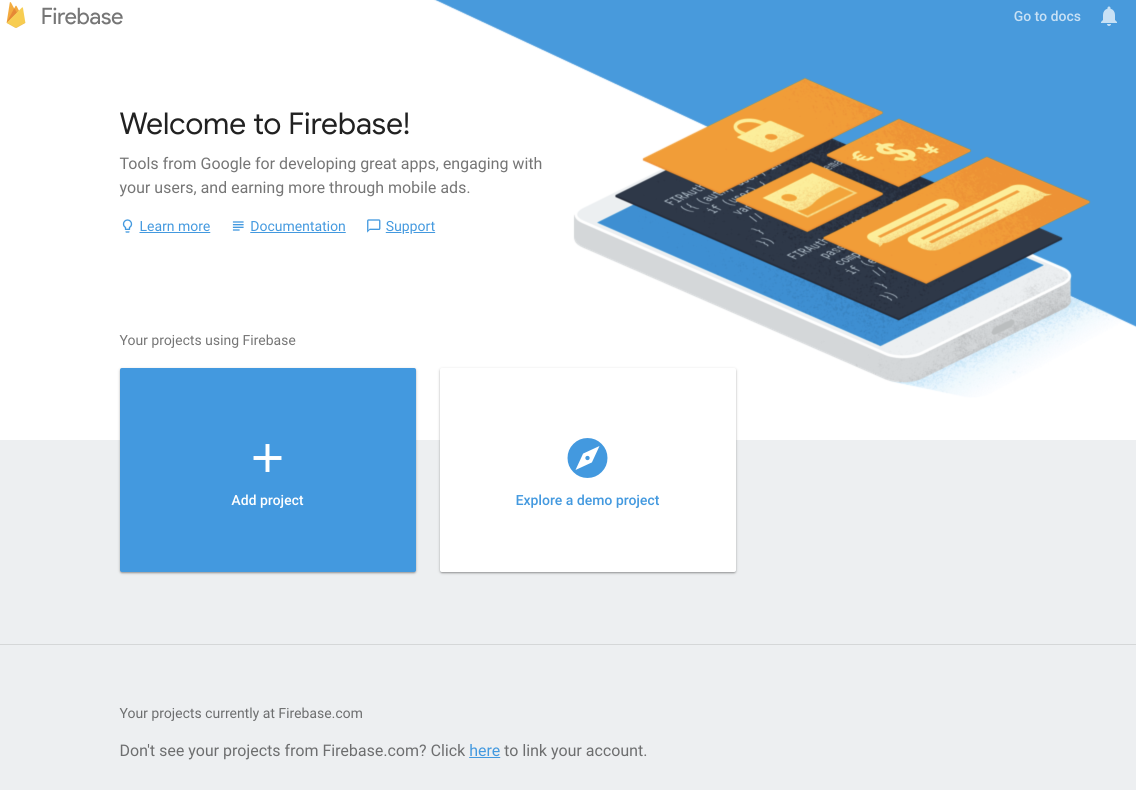 Firebase
Go to docs
Welcome to Firebase!
Tools from Google for developing great apps, engaging with
your users, and earning more through mobile ads.
Learn more Documentation Support
Your projects using Firebase
Add project
Explore a demo project
Your projects currently at Firebase.com
Don't see your projects from Firebase.com? Click here to link your account.